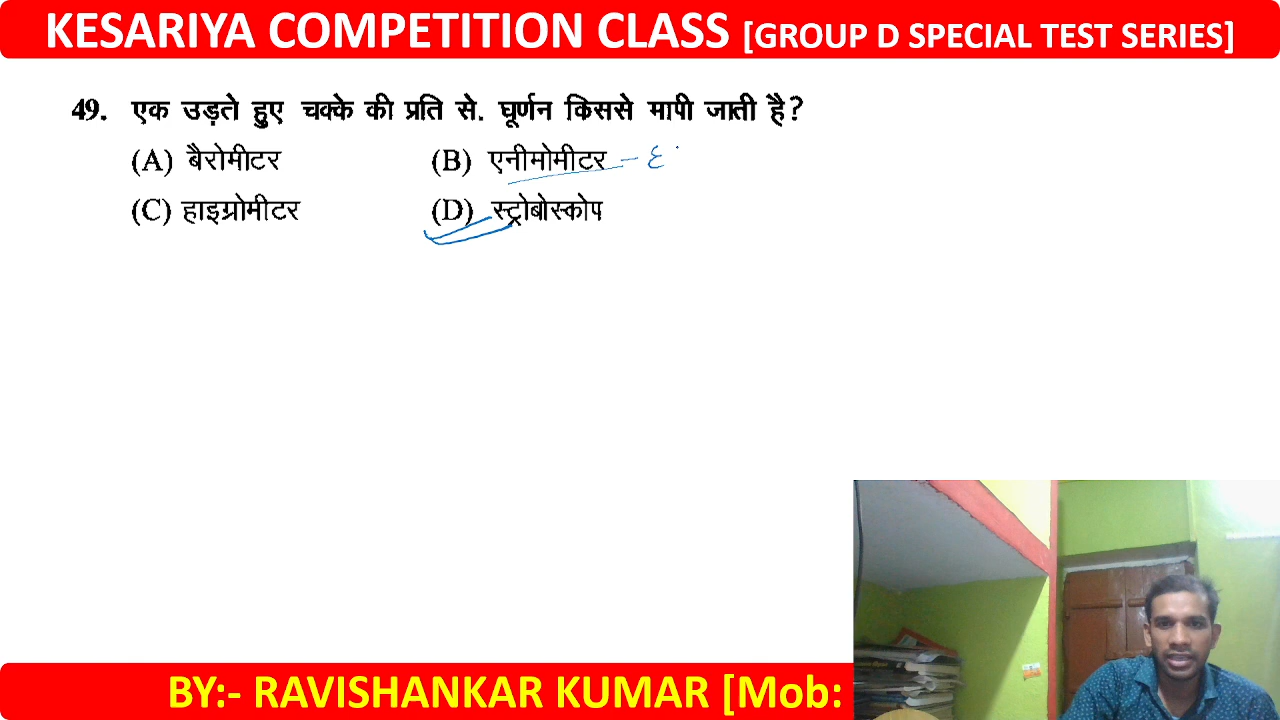 KESARIYA COMPETITION CLASS [GROUP D SPECIAL TEST SERIES]
49. एक उड़ते हुए चक्के की प्रति से. घूर्णन किससे मापी जाती है?
(A) बैरोमीटर (B) एनीमोमीटर -
(C) हाइग्रोमीटर (D) स्ट्रोबोस्कोप
BY:- RAVISHANKAR KUMAR [Mob: